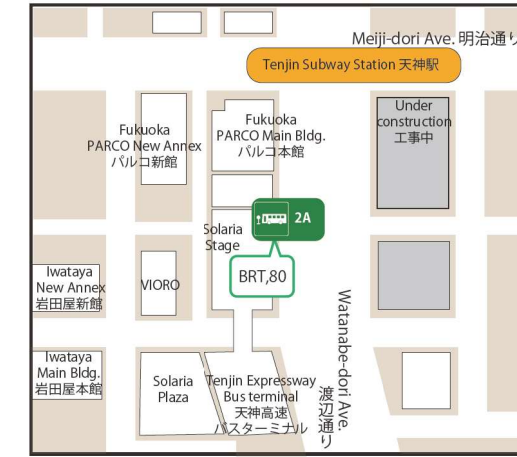 Meiji-dori Ave. 明治通り
Tenjin Subway Station 天神駅
Under
construction
工事中
Fukuoka
PARCO New Annex
パルコ新館
Fukuoka
PARCO Main Bldg.
パルコ本館
2A
Solaria
Stage
BRT,80
Iwataya
New Annex
岩田屋新館
VIORO
Iwataya
Main Bldg.
岩田屋本館
Solaria
Plaza
Tenjin Expressway
Bus terminal
天神高速
バスターミナル
Watanabe-dori Ave.
渡辺通り